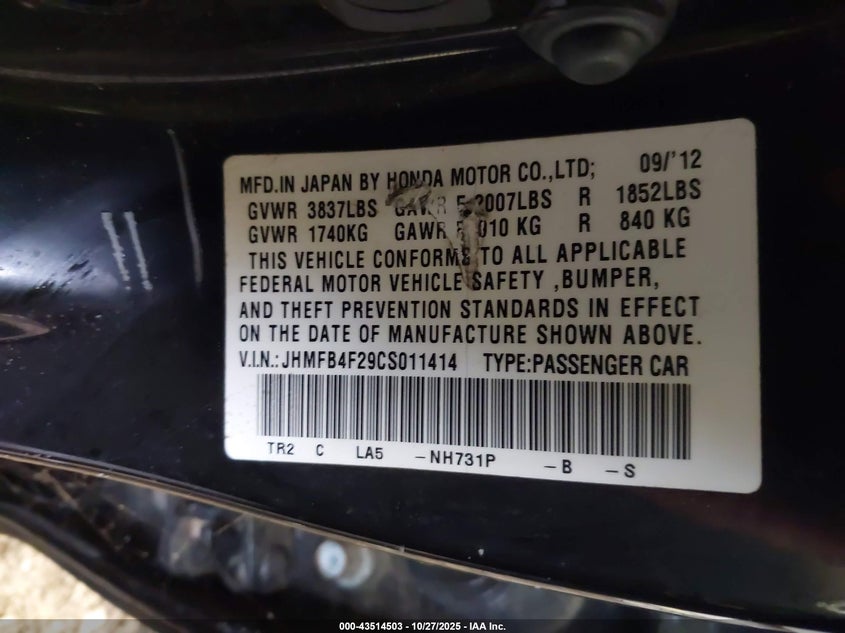 MFD.IN JAPAN BY HONDA MOTOR CO.,LTD; 09/'12
GVWR 3837LBS GAWR 2007LBS R 1852LBS
GVWR 1740KG GAWR 010 KG R 840 KG
THIS VEHICLE CONFORMS TO ALL APPLICABLE
FEDERAL MOTOR VEHICLE SAFETY ,BUMPER,
AND THEFT PREVENTION STANDARDS IN EFFECT
ON THE DATE OF MANUFACTURE SHOWN ABOVE.
V.I.N.:JHMFB4F29CS011414 TYPE:PASSENGER CAR
TR2 C LA5 -NH731P -B -S
000-43514503 | 10/27/2025 - IAA Inc.